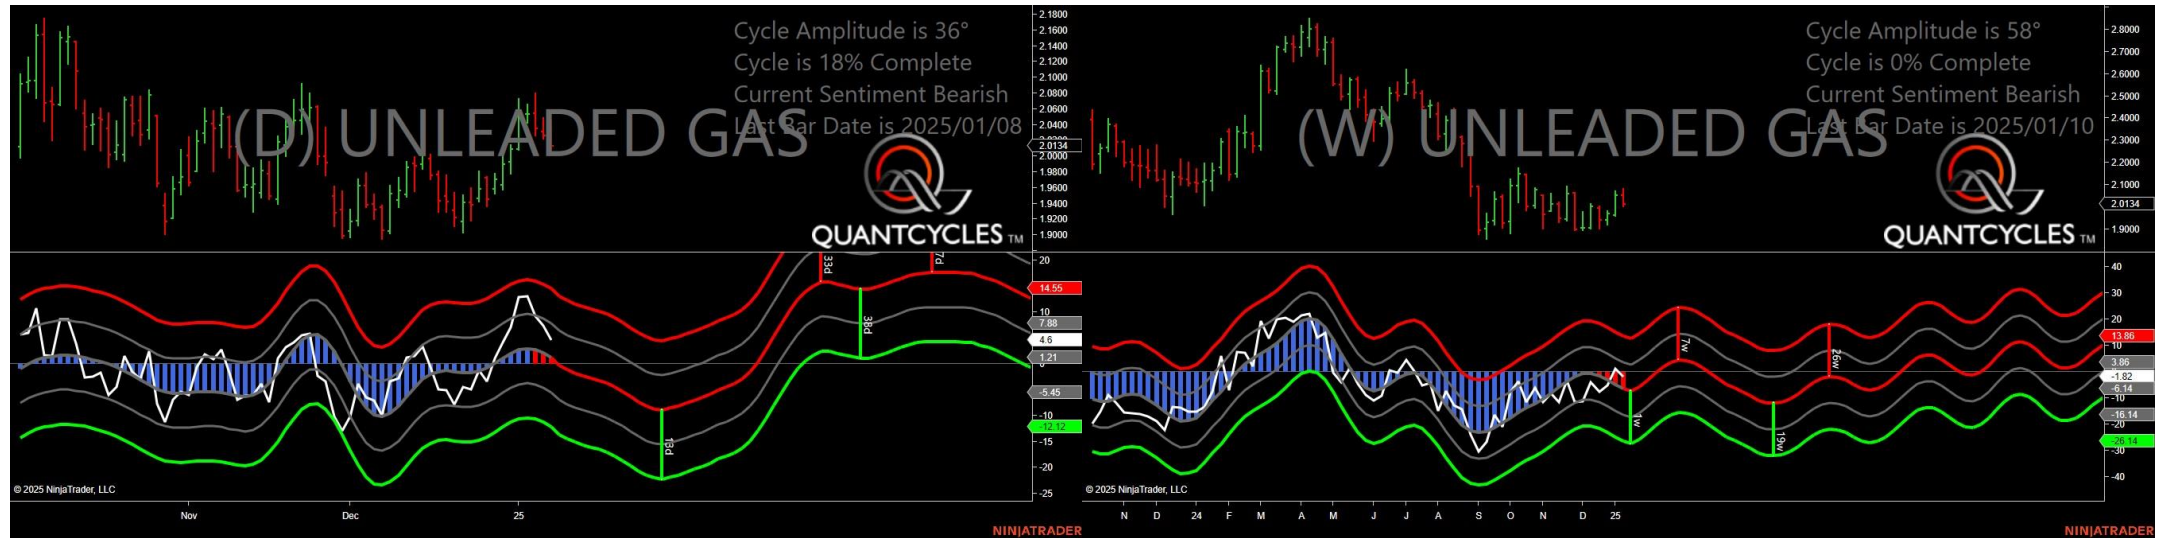 Cycle Amplitude is 36°
Cycle is 18% Complete
Current Sentiment Bearish
Last Bar Date is 2025/01/08
(D) UNLEADED GAS
QUANTCYCLES TM
2.1800
2.1600
2.1400
2.1200
2.1000
2.0800
2.0600
2.0400
2.0134
2.0000
1.9800
1.9600
1.9400
1.9200
1.9000
33d
7d
38d
13d
20
14.55
10
7.88
4.6
1.21
0
-5.45
-10
-12.12
-15
-20
-25
© 2025 NinjaTrader, LLC
Nov Dec 25
NINJATRADER
Cycle Amplitude is 58°
Cycle is 0% Complete
Current Sentiment Bearish
Last Bar Date is 2025/01/10
(W) UNLEADED GAS
QUANTCYCLES TM
2.8000
2.7000
2.6000
2.5000
2.4000
2.3000
2.2000
2.1000
2.0134
1.9000
7w
26w
1w
19w
40
30
20
13.86
10
3.86
-1.82
-6.14
-10
-16.14
-20
-26.14
-30
-40
© 2025 NinjaTrader, LLC
N D 24 F M A M J J A S O N D 25
NINJATRADER